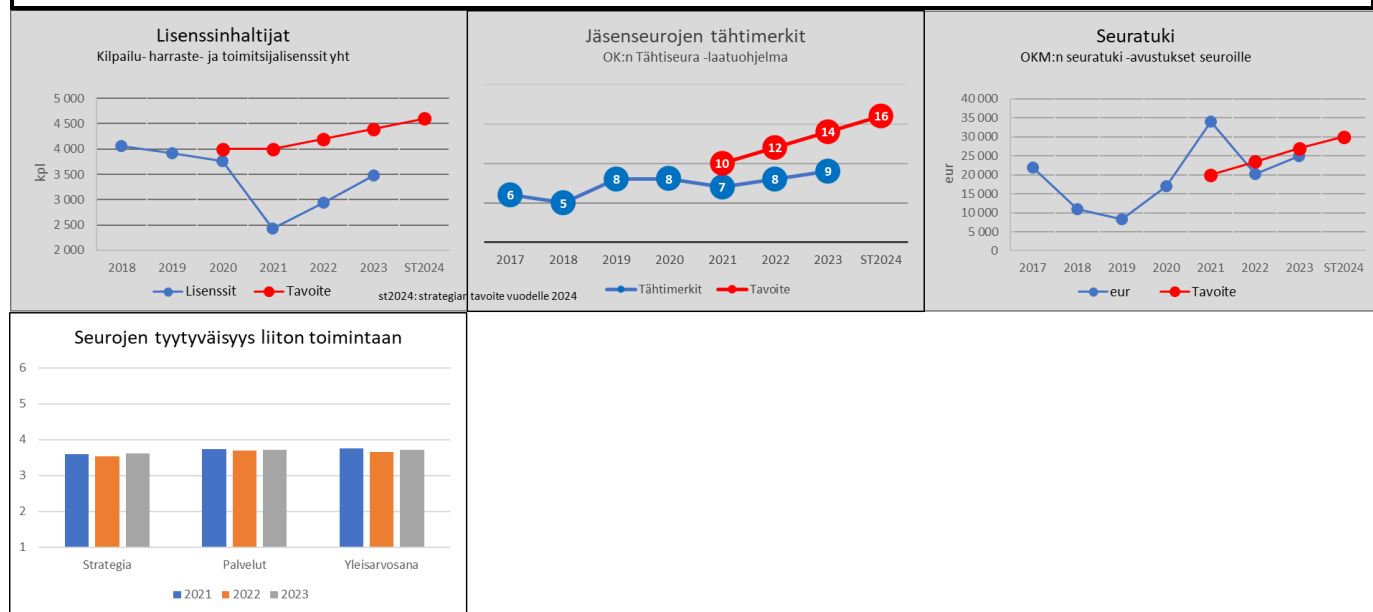 Lisenssinhaltijat
Kilpailu- harraste- ja toimitsijalisenssit yht
5 000
4 500
4 000
3 500
3 000
2 500
2 000
kpl
2018 2019 2020 2021 2022 2023 ST2024
Lisenssit Tavoite
st2024: strategian tavoite vuodelle 2024
Jäsenseurojen tähtimerkit
OK:n Tähtiseura -laatuohjelma
16
14
12
10
6 5 8 8 7 8 9
2017 2018 2019 2020 2021 2022 2023 ST2024
Tähtimerkit Tavoite
Seuratuki
OKM:n seuratuki -avustukset seuroille
40 000
35 000
30 000
25 000
20 000
15 000
10 000
5 000
0
eur
2017 2018 2019 2020 2021 2022 2023 ST2024
eur Tavoite
Seurojen tyytyväisyys liiton toimintaan
6
5
4
3
2
1
Strategia Palvelut Yleisarvosana
2021 2022 2023